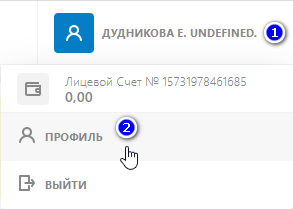 ДУДНИКОВА Е. UNDEFINED. 1
Лицевой Счет № 15731978461685
0,00
ПРОФИЛЬ 2
ВЫЙТИ